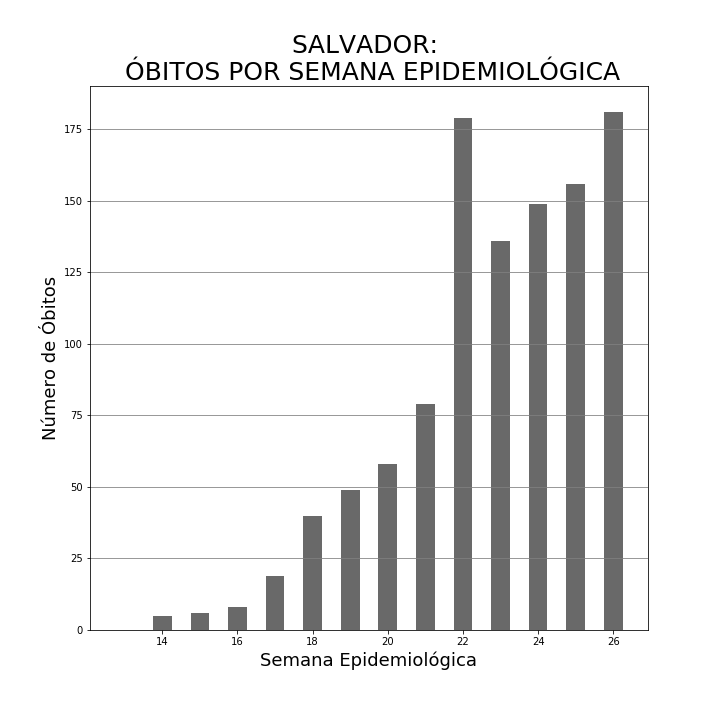 SALVADOR:
ÓBITOS POR SEMANA EPIDEMIOLÓGICA
175
150
125
100
75
50
25
0
Número de Óbitos
14 16 18 20 22 24 26
Semana Epidemiológica